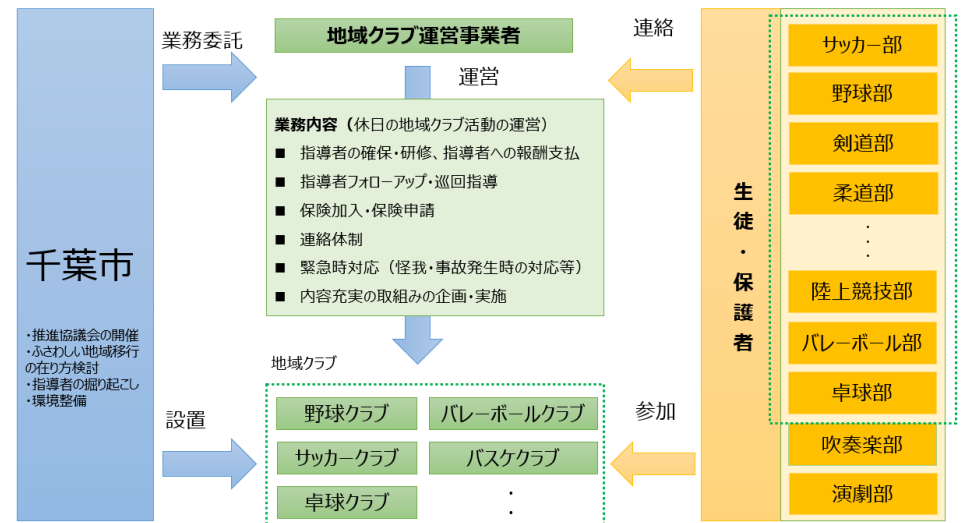 千葉市
・推進協議会の開催
・ふさわしい地域移行
の在り方検討
・指導者の掘り起こし
・環境整備
業務委託
設置
地域クラブ運営事業者
運営
業務内容（休日の地域クラブ活動の運営）
■ 指導者の確保・研修、指導者への報酬支払
■ 指導者フォローアップ・巡回指導
■ 保険加入・保険申請
■ 連絡体制
■ 緊急時対応（怪我・事故発生時の対応等）
■ 内容充実の取組みの企画・実施
地域クラブ
野球クラブ
バレーボールクラブ
サッカークラブ
バスケクラブ
卓球クラブ
・
・
連絡
参加
生徒・保護者
サッカー部
野球部
剣道部
柔道部
・
・
・
陸上競技部
バレーボール部
卓球部
吹奏楽部
演劇部